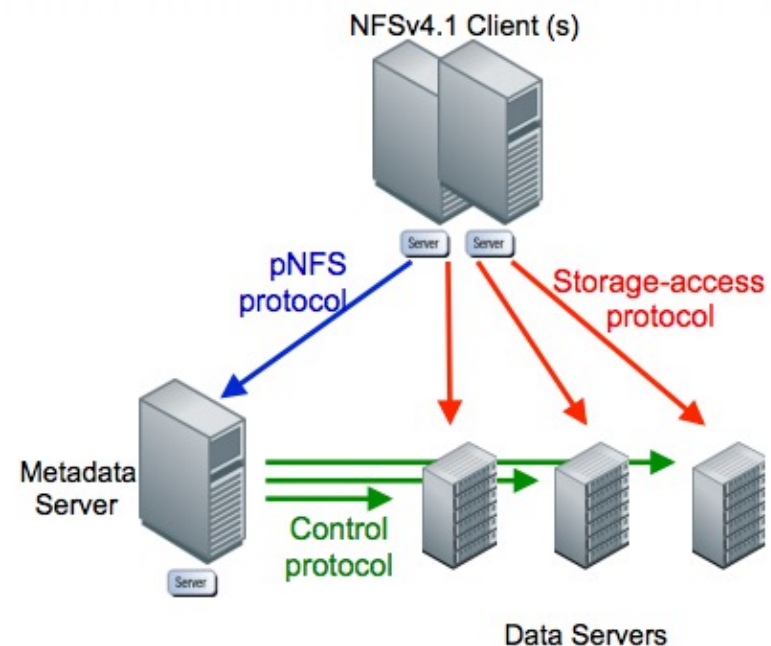 NFSv4.1 Client (s)
Server
Server
pNFS
protocol
Storage-access
protocol
Metadata
Server
Control
protocol
Server
Data Servers